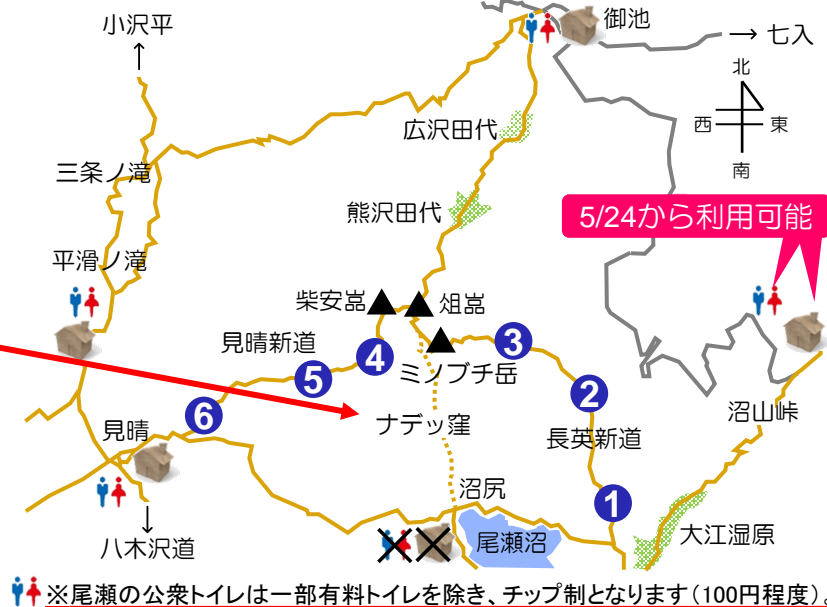 小沢平
↑
御池
→ 七入
北
西 東
南
広沢田代
三条ノ滝
熊沢田代
5/24から利用可能
平滑ノ滝
柴安嵓
俎嵓
見晴新道
4
3
ミノブチ岳
5
2
6
ナデッ窪
沼山峠
見晴
長英新道
沼尻
1
尾瀬沼
大江湿原
↓
八木沢道
※尾瀬の公衆トイレは一部有料トイレを除き、チップ制となります(100円程度)。